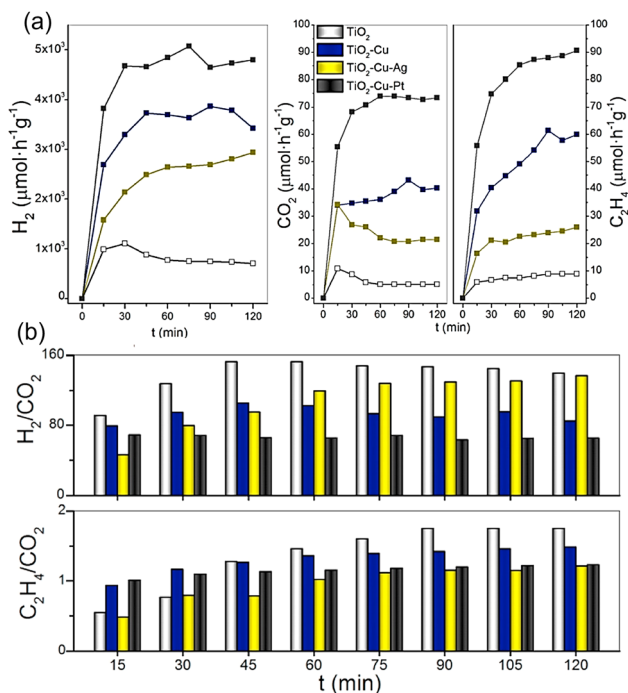 (a)
TiO₂
TiO₂-Cu
TiO₂-Cu-Ag
TiO₂-Cu-Pt
H₂ (μmol·h⁻¹g⁻¹)
5x10³
4x10³
3x10³
2x10³
1x10³
0
0 30 60 90 120
t (min)
CO₂ (μmol·h⁻¹g⁻¹)
100
90
80
70
60
50
40
30
20
10
0
0 30 60 90 120
t (min)
C₂H₄ (μmol·h⁻¹g⁻¹)
100
90
80
70
60
50
40
30
20
10
0
0 30 60 90 120
t (min)
(b)
H₂/CO₂
160
80
0
C₂H₄/CO₂
2
1
0
15 30 45 60 75 90 105 120
t (min)